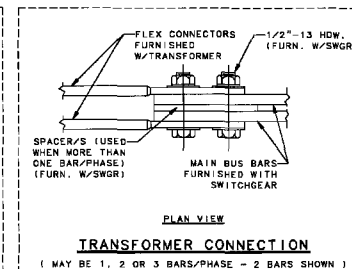 FLEX CONNECTORS
FURNISHED
W/TRANSFORMER
1/2"-13 HDW.
(FURN. W/SWGR
SPACER/S (USED
WHEN MORE THAN
ONE BAR/PHASE)
(FURN. W/SWGR)
MAIN BUS BARS
FURNISHED WITH
SWITCHGEAR
PLAN VIEW
TRANSFORMER CONNECTION
( MAY BE 1, 2 OR 3 BARS/PHASE - 2 BARS SHOWN )